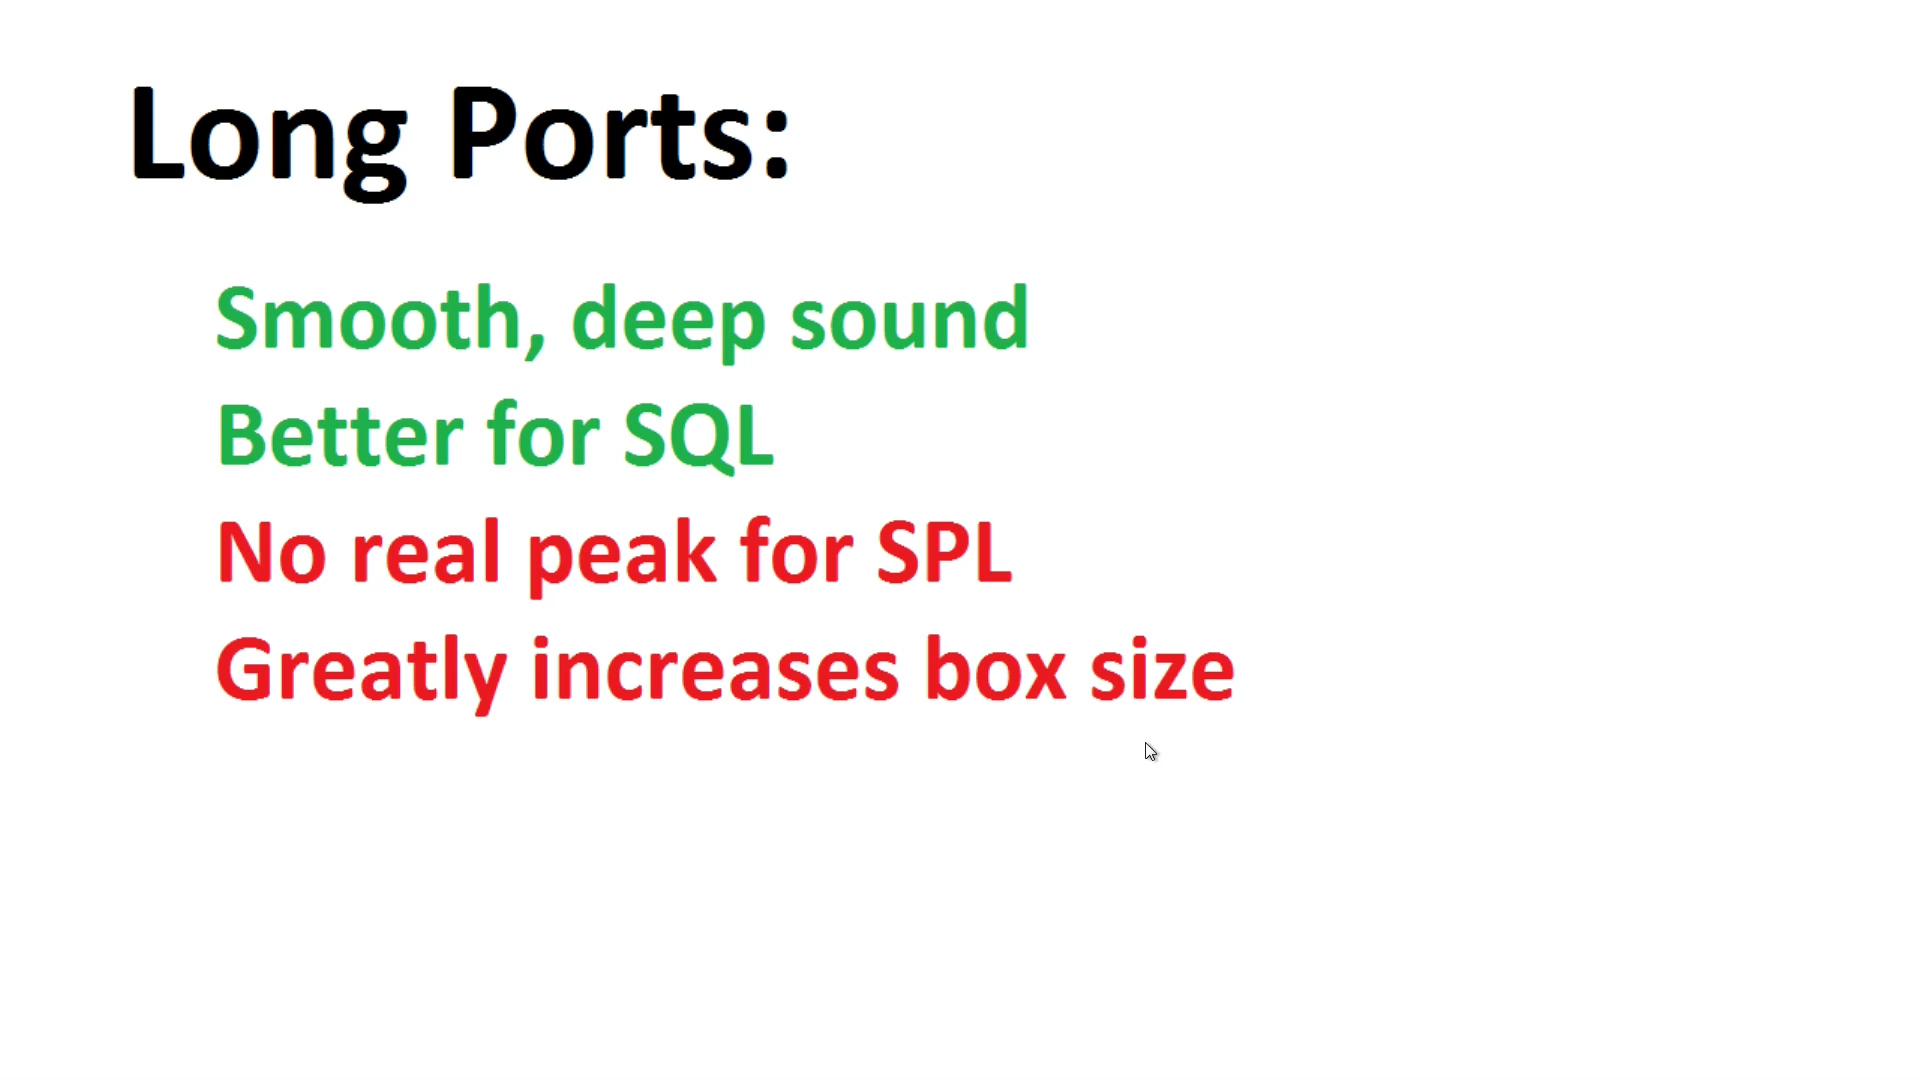 Long Ports:
Smooth, deep sound
Better for SQL
No real peak for SPL
Greatly increases box size